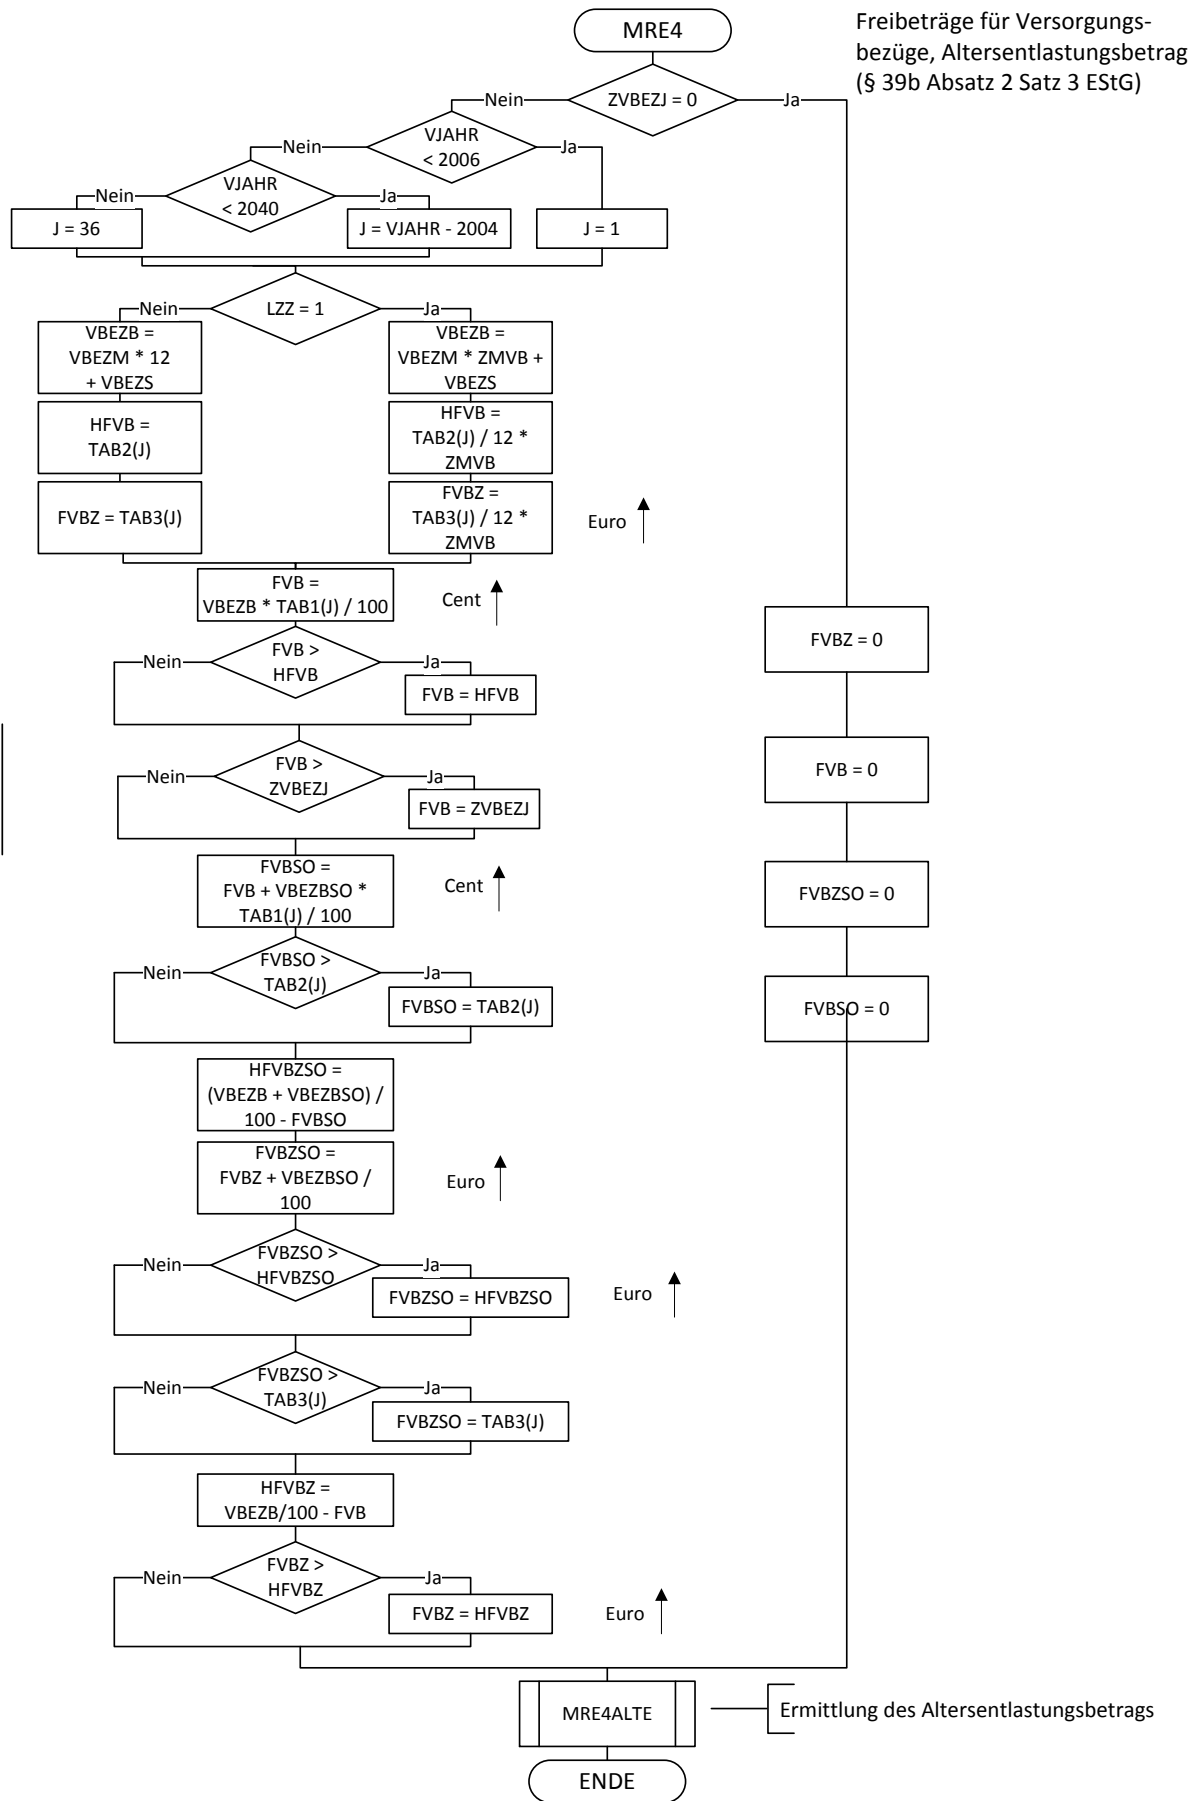 MRE4
Freibeträge für Versorgungs-
bezüge, Altersentlastungsbetrag
(§ 39b Absatz 2 Satz 3 EStG)
Nein
ZVBEZJ = 0
Ja
Nein
VJAHR
< 2006
Ja
Nein
VJAHR
< 2040
Ja
J = 36
J = VJAHR - 2004
J = 1
Nein
LZZ = 1
Ja
VBEZB =
VBEZM * 12
+ VBEZS
VBEZB =
VBEZM * ZMVB +
VBEZS
HFVB =
TAB2(J)
HFVB =
TAB2(J) / 12 *
ZMVB
FVBZ = TAB3(J)
FVBZ =
TAB3(J) / 12 *
ZMVB
Euro
FVB =
VBEZB * TAB1(J) / 100
Cent
FVBZ = 0
Nein
FVB >
HFVB
Ja
FVB = HFVB
FVB = 0
Nein
FVB >
ZVBEZJ
Ja
FVB = ZVBEZJ
FVBSO =
FVB + VBEZBSO *
TAB1(J) / 100
Cent
FVBZSO = 0
Nein
FVBSO >
TAB2(J)
Ja
FVBSO = TAB2(J)
FVBSO = 0
HFVBZSO =
(VBEZB + VBEZBSO) /
100 - FVBSO
FVBZSO =
FVBZ + VBEZBSO /
100
Euro
Nein
FVBZSO >
HFVBZSO
Ja
FVBZSO = HFVBZSO
Euro
Nein
FVBZSO >
TAB3(J)
Ja
FVBZSO = TAB3(J)
HFVBZ =
VBEZB/100 - FVB
Nein
FVBZ >
HFVBZ
Ja
FVBZ = HFVBZ
Euro
MRE4ALTE
Ermittlung des Altersentlastungsbetrags
ENDE